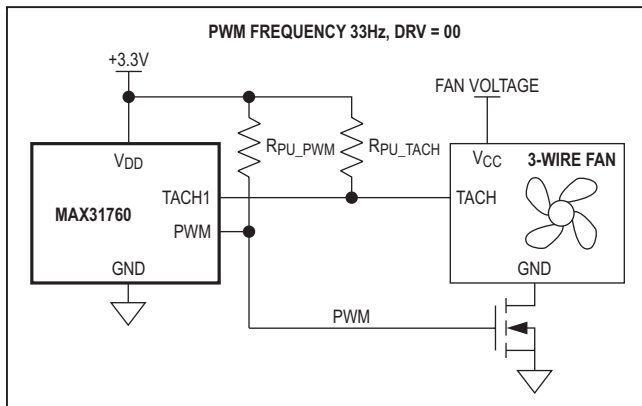 PWM FREQUENCY 33Hz, DRV = 00
+3.3V
FAN VOLTAGE
RPU_PWM
RPU_TACH
VDD
VCC
3-WIRE FAN
TACH1
TACH
MAX31760
PWM
GND
GND
PWM